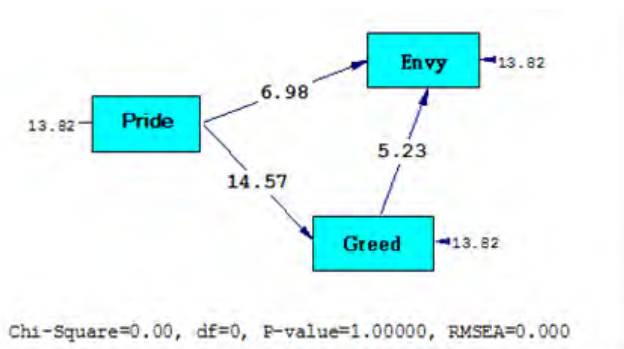 Envy
13.82
6.98
13.82
Pride
5.23
14.57
Greed
13.82
Chi-Square=0.00, df=0, P-value=1.00000, RMSEA=0.000